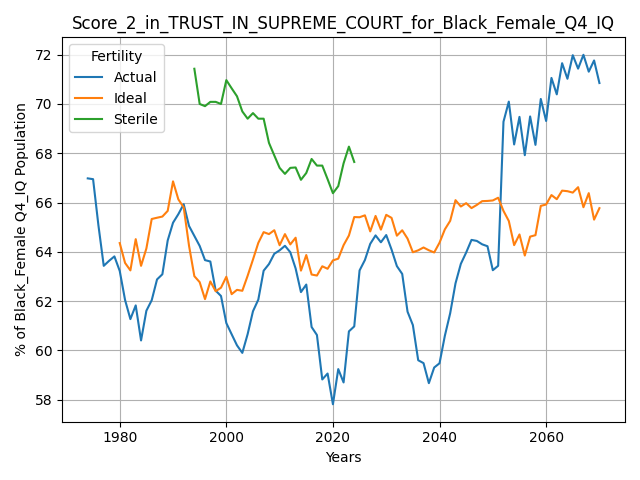 Score_2_in_TRUST_IN_SUPREME_COURT_for_Black_Female_Q4_IQ
Fertility
Actual
Ideal
Sterile
% of Black_Female Q4_IQ Population
72
70
68
66
64
62
60
58
1980
2000
2020
2040
2060
Years